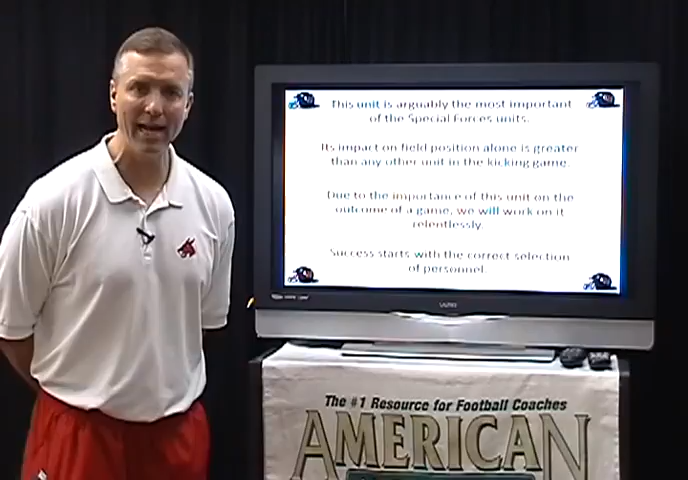 This unit is arguably the most important
of the Special Forces units.
Its impact on field position alone is greater
than any other unit in the kicking game.
Due to the importance of this unit on the
outcome of a game, we will work on it
relentlessly.
Success starts with the correct selection
of personnel.
VIZIO
The #1 Resource for Football Coaches
AMERICAN